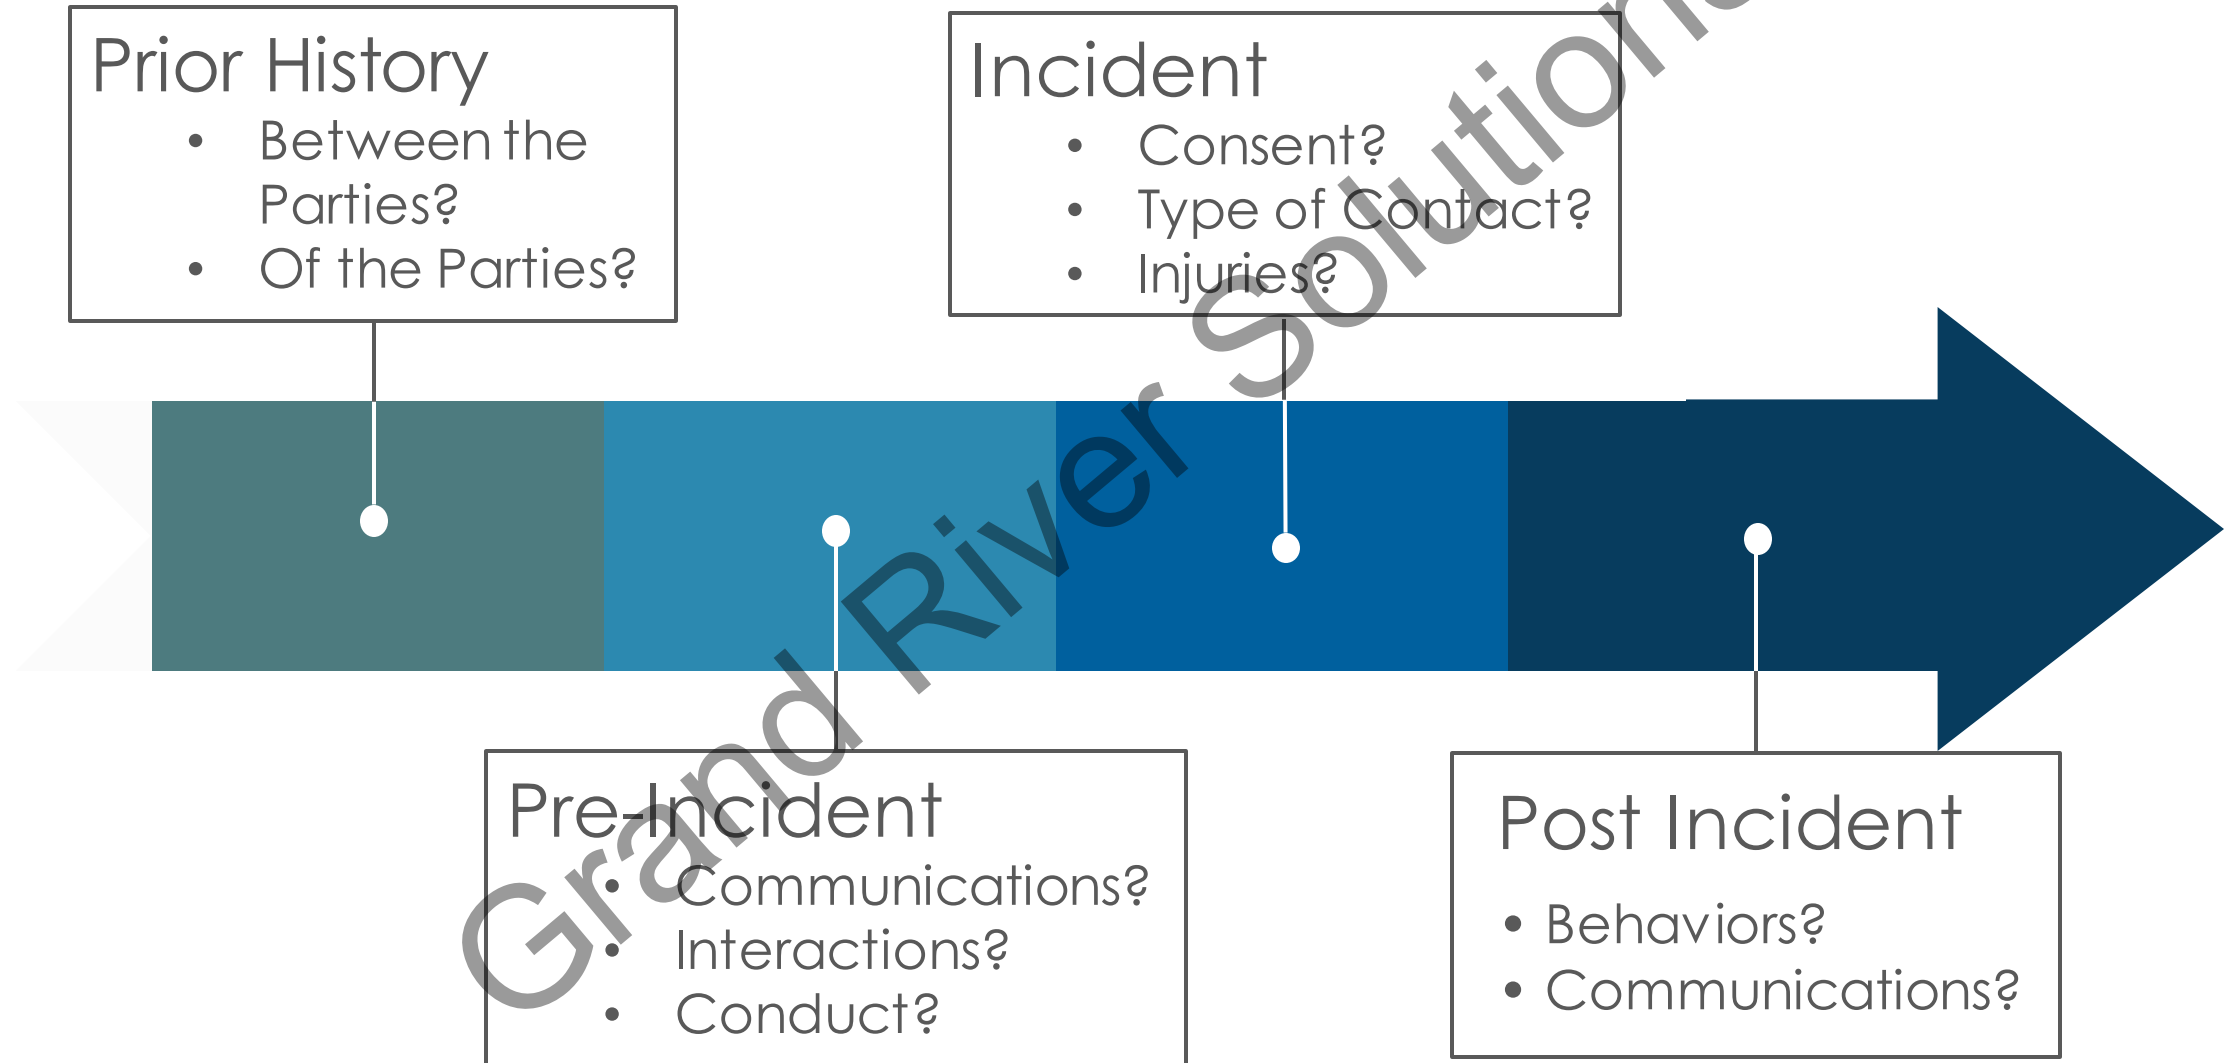 Prior History
• Between the
Parties?
• Of the Parties?
Incident
• Consent?
• Type of Contact?
• Injuries?
Pre-Incident
• Communications?
• Interactions?
• Conduct?
Post Incident
• Behaviors?
• Communications?
Grand River Solution